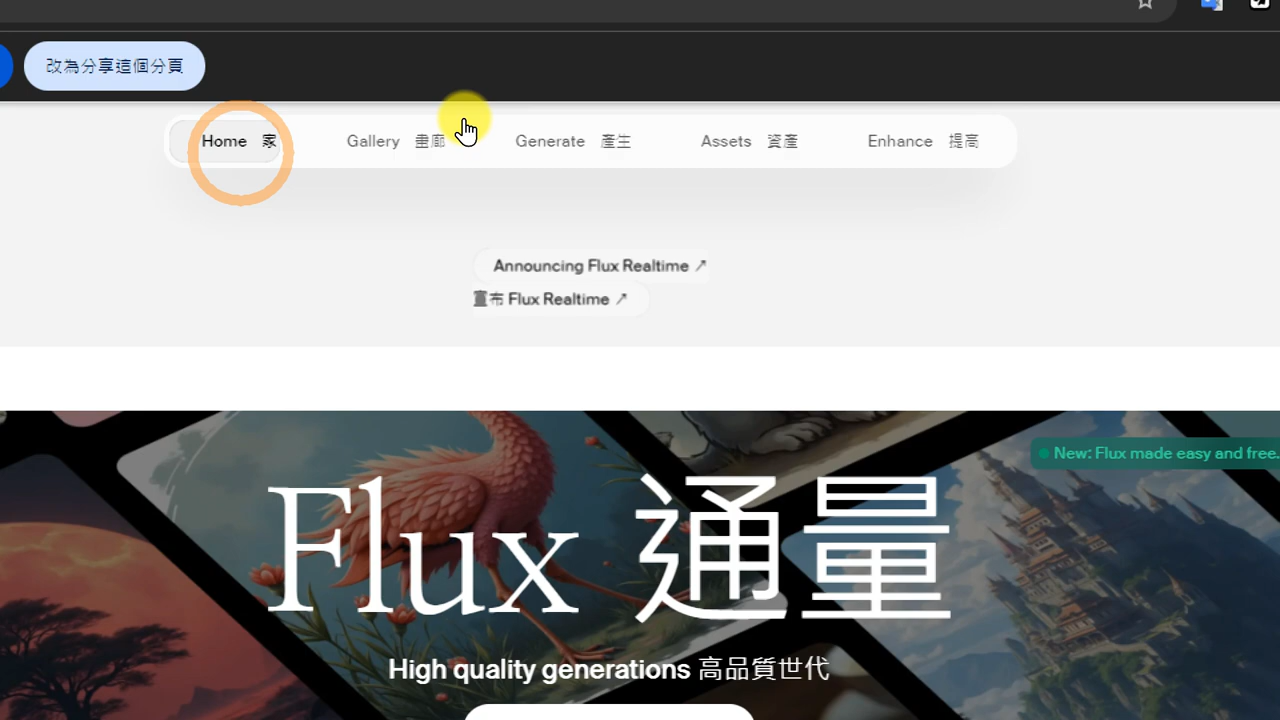 改為分享這個分頁
Home 家 Gallery 畫廊 Generate 產生 Assets 資產 Enhance 提高
Announcing Flux Realtime ↗
宣布 Flux Realtime ↗
New: Flux made easy and free.
Flux 通量
High quality generations 高品質世代